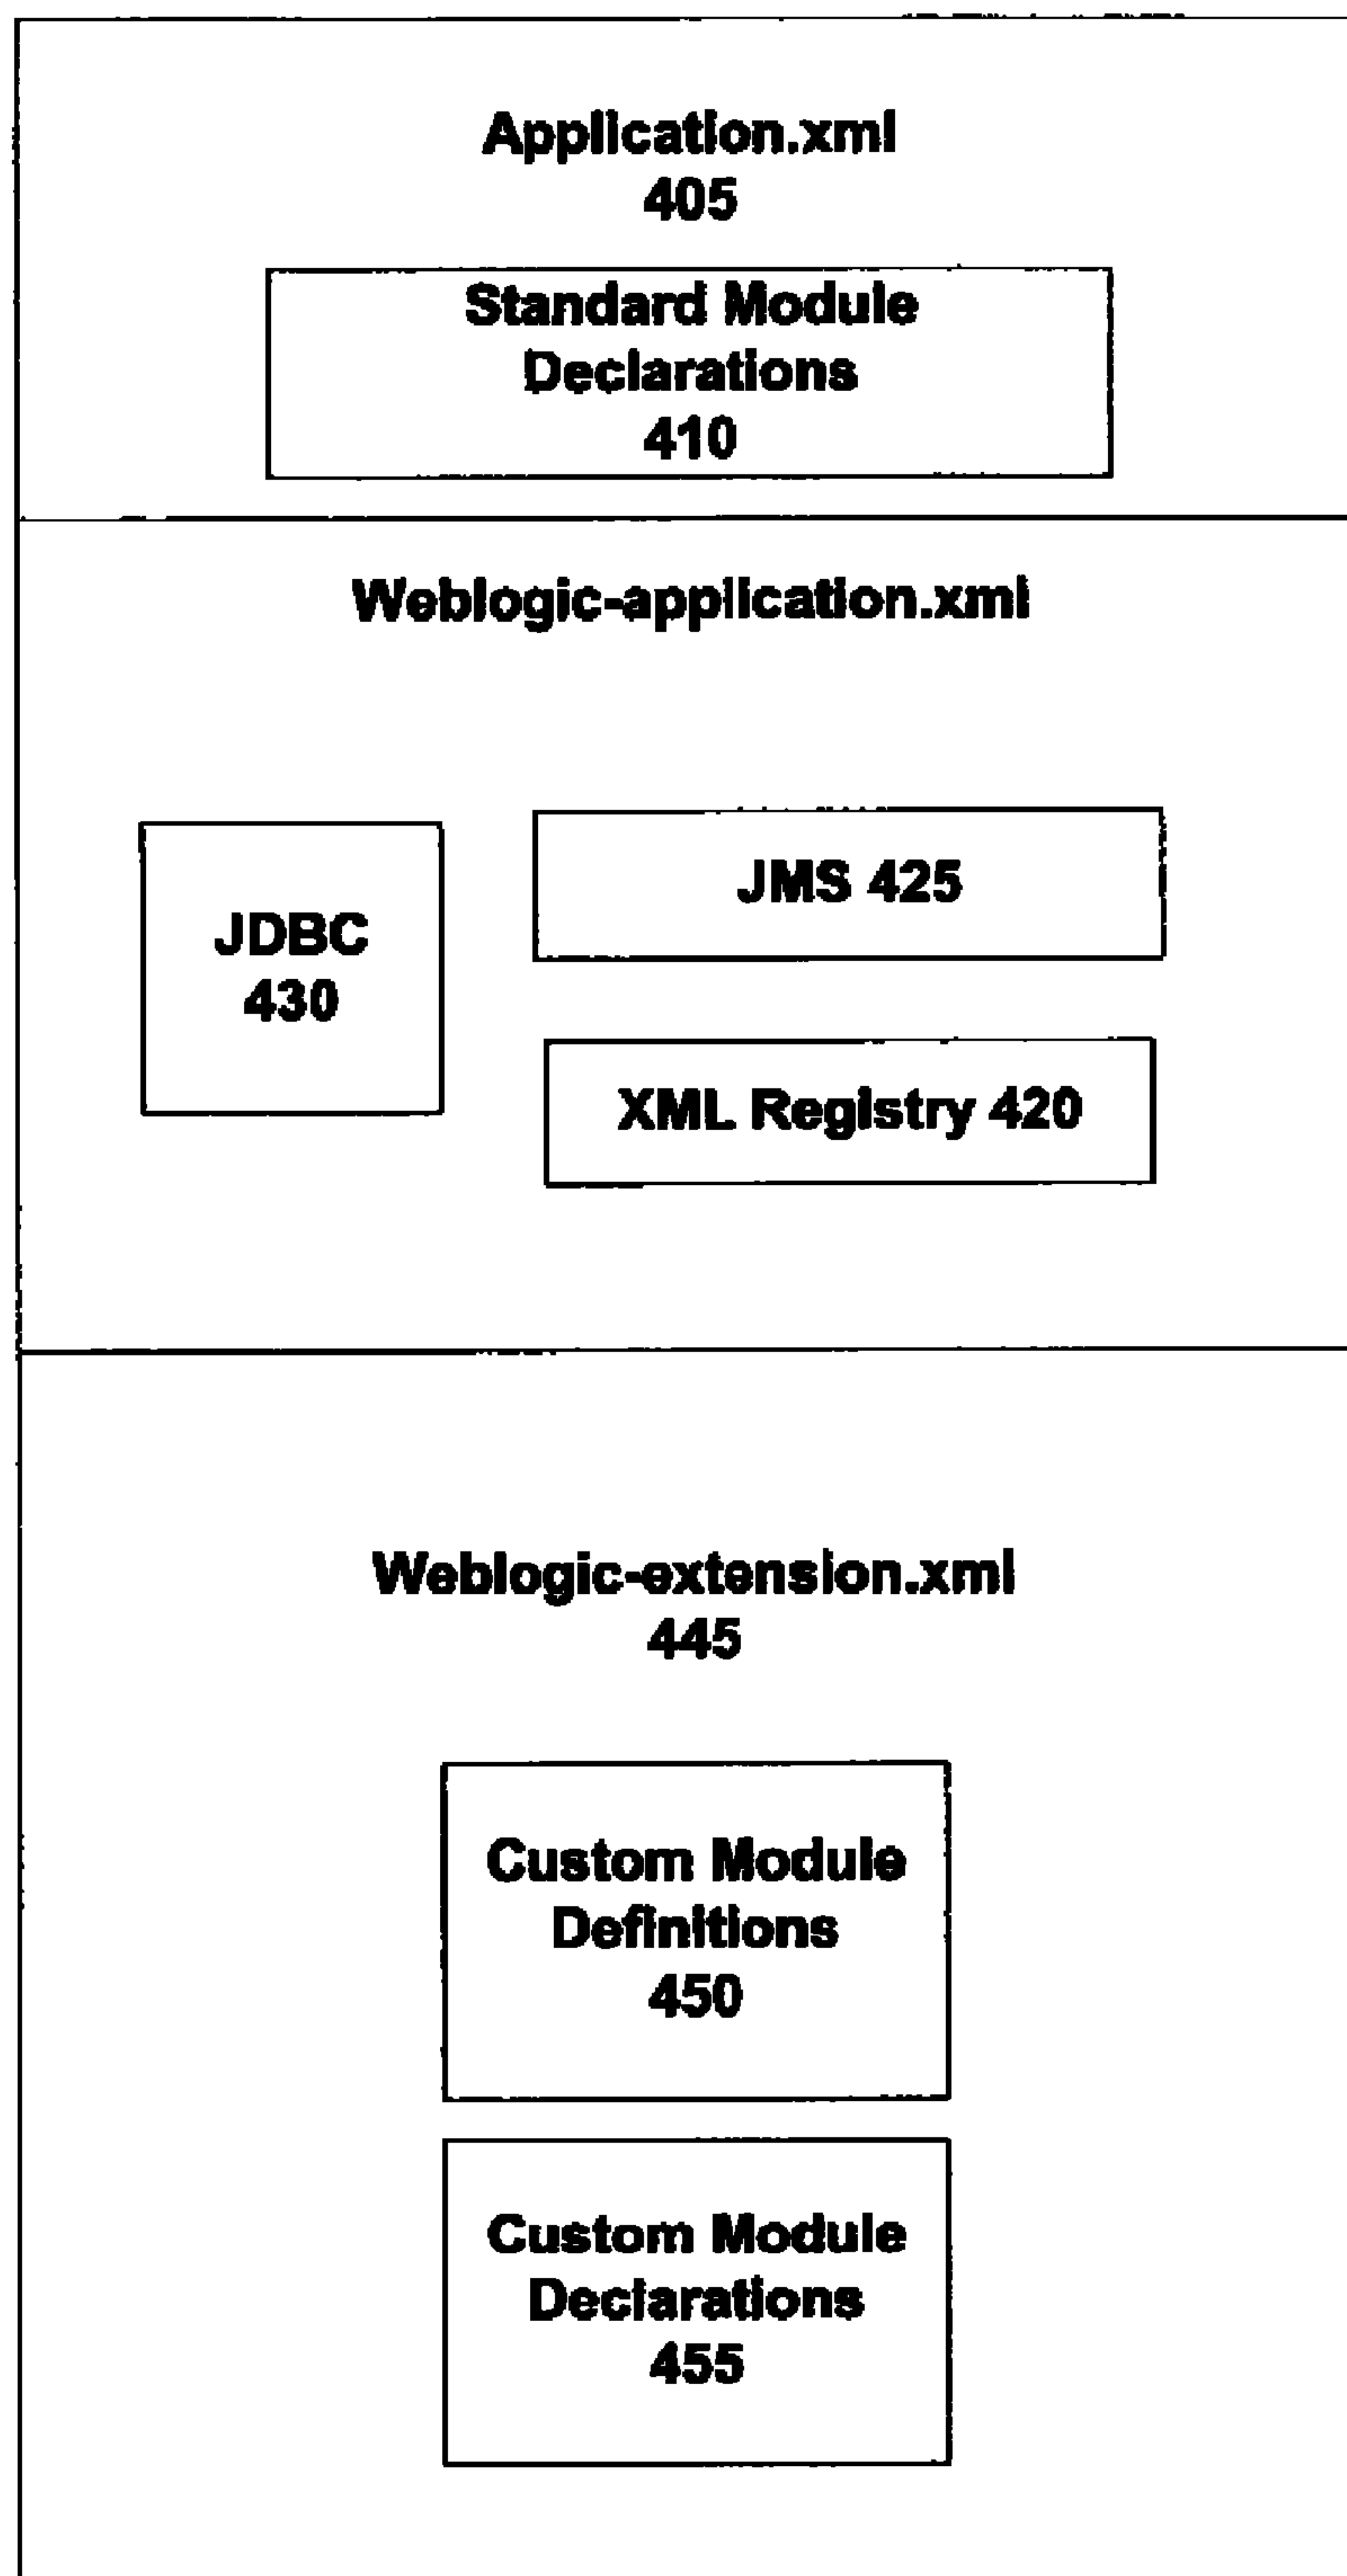 Application.xml
405
Standard Module
Declarations
410
Weblogic-application.xml
JDBC
430
JMS 425
XML Registry 420
Weblogic-extension.xml
445
Custom Module
Definitions
450
Custom Module
Declarations
455